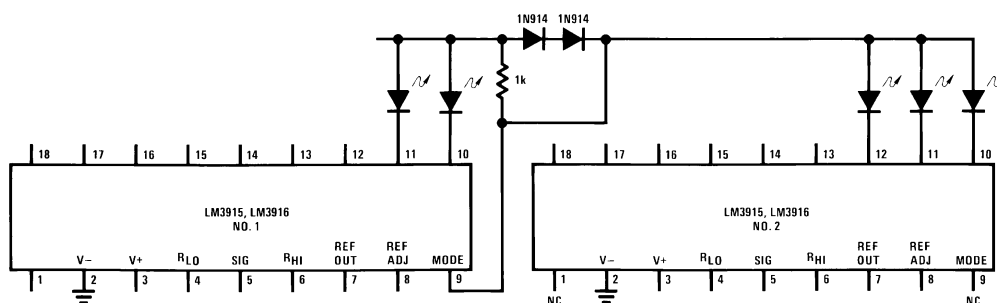 1N914 1N914
1k
18 17 16 15 14 13 12 11 10
18 17 16 15 14 13 12 11 10
LM3915, LM3916
NO. 1
LM3915, LM3916
NO. 2
V− V+ RLO SIG RHI REF OUT REF ADJ MODE
V− V+ RLO SIG RHI REF OUT REF ADJ MODE
1 2 3 4 5 6 7 8 9
1 2 3 4 5 6 7 8 9
NC NC